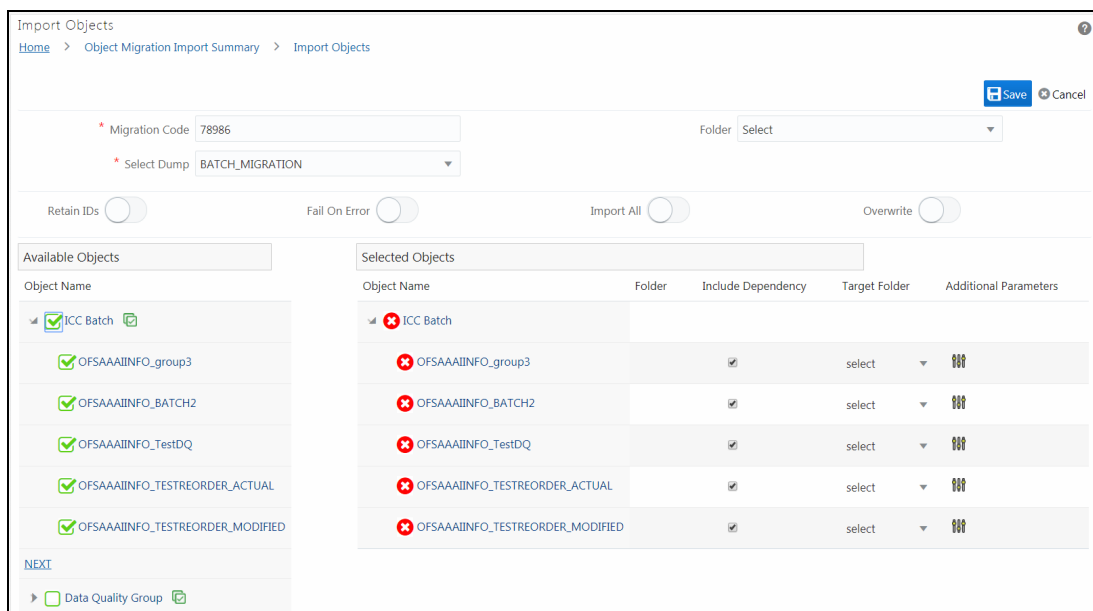 Import Objects
Home > Object Migration Import Summary > Import Objects
Save Cancel
* Migration Code 78986 Folder Select
* Select Dump BATCH_MIGRATION
Retain IDs Fail On Error Import All Overwrite
Available Objects Selected Objects
Object Name Object Name Folder Include Dependency Target Folder Additional Parameters
ICC Batch ICC Batch
OFSAAAIINFO_group3 OFSAAAIINFO_group3 select
OFSAAAIINFO_BATCH2 OFSAAAIINFO_BATCH2 select
OFSAAAIINFO_TestDQ OFSAAAIINFO_TestDQ select
OFSAAAIINFO_TESTREORDER_ACTUAL OFSAAAIINFO_TESTREORDER_ACTUAL select
OFSAAAIINFO_TESTREORDER_MODIFIED OFSAAAIINFO_TESTREORDER_MODIFIED select
NEXT
Data Quality Group